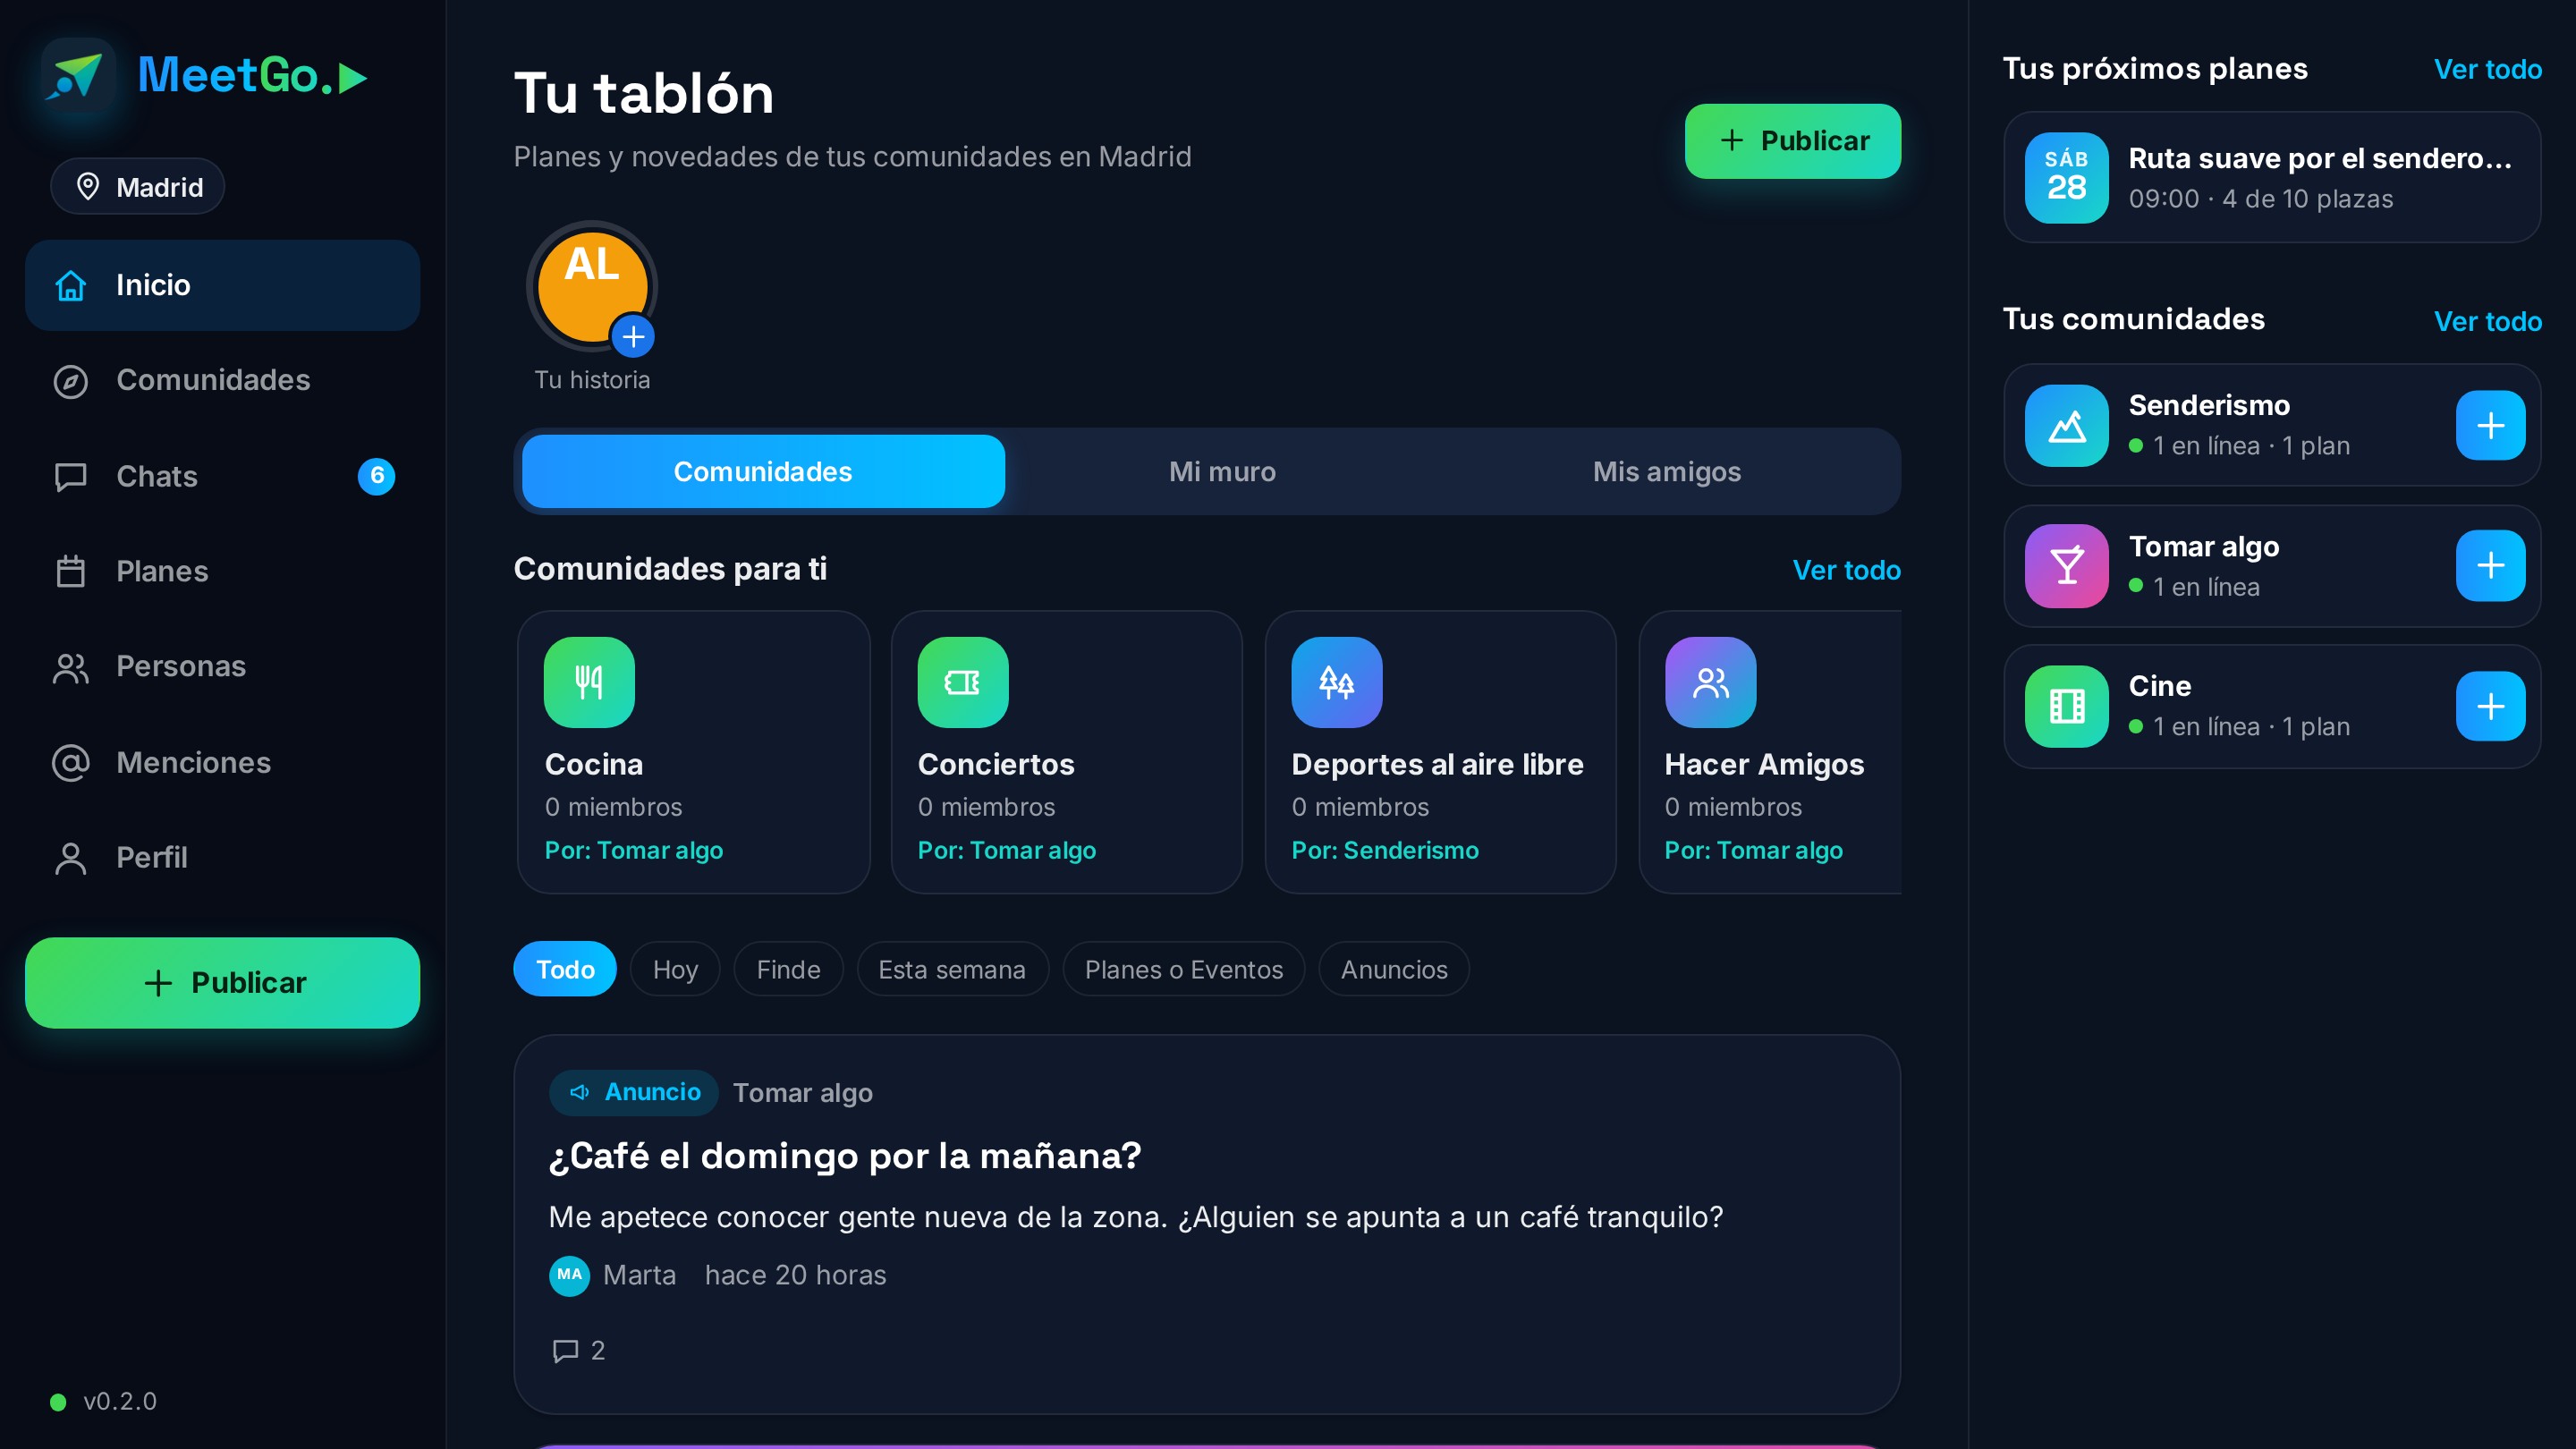 MeetGo.
Madrid
Inicio
Comunidades
Chats
6
Planes
Personas
Menciones
Perfil
Publicar
v0.2.0
Tu tablón
Planes y novedades de tus comunidades en Madrid
Publicar
AL
Tu historia
Comunidades
Mi muro
Mis amigos
Comunidades para ti
Ver todo
Cocina
0 miembros
Por: Tomar algo
Conciertos
0 miembros
Por: Tomar algo
Deportes al aire libre
0 miembros
Por: Senderismo
Hacer Amigos
0 miembros
Por: Tomar algo
Todo
Hoy
Finde
Esta semana
Planes o Eventos
Anuncios
Anuncio
Tomar algo
¿Café el domingo por la mañana?
Me apetece conocer gente nueva de la zona. ¿Alguien se apunta a un café tranquilo?
MA
Marta
hace 20 horas
2
Tus próximos planes
Ver todo
SÁB
28
Ruta suave por el sendero...
09:00 · 4 de 10 plazas
Tus comunidades
Ver todo
Senderismo
1 en línea · 1 plan
Tomar algo
1 en línea
Cine
1 en línea · 1 plan